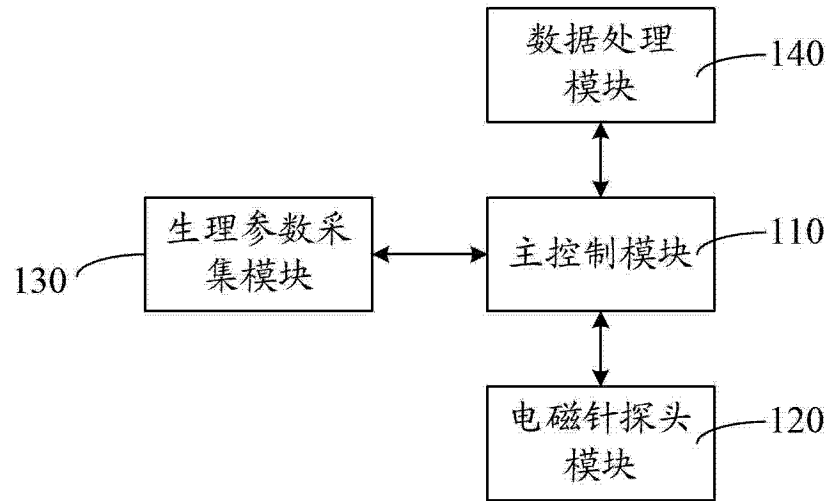 数据处理
模块
140
生理参数采
集模块
130
主控制模块
110
电磁针探头
模块
120